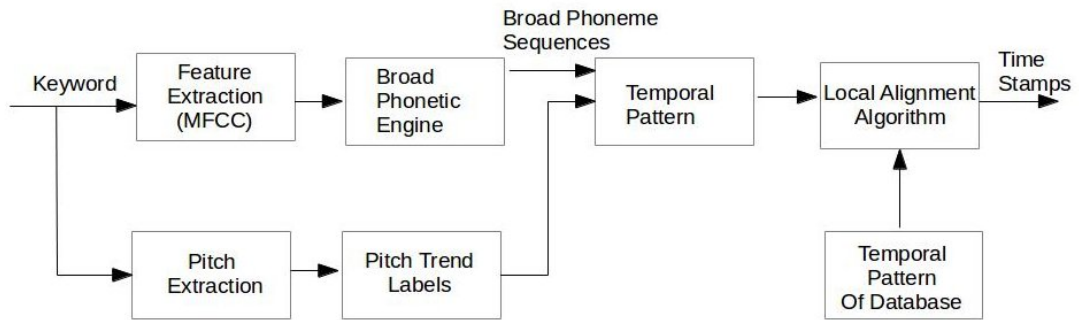 Broad Phoneme
Sequences
Keyword
Feature
Extraction
(MFCC)
Broad
Phonetic
Engine
Temporal
Pattern
Local Alignment
Algorithm
Time
Stamps
Pitch
Extraction
Pitch Trend
Labels
Temporal
Pattern
Of Database